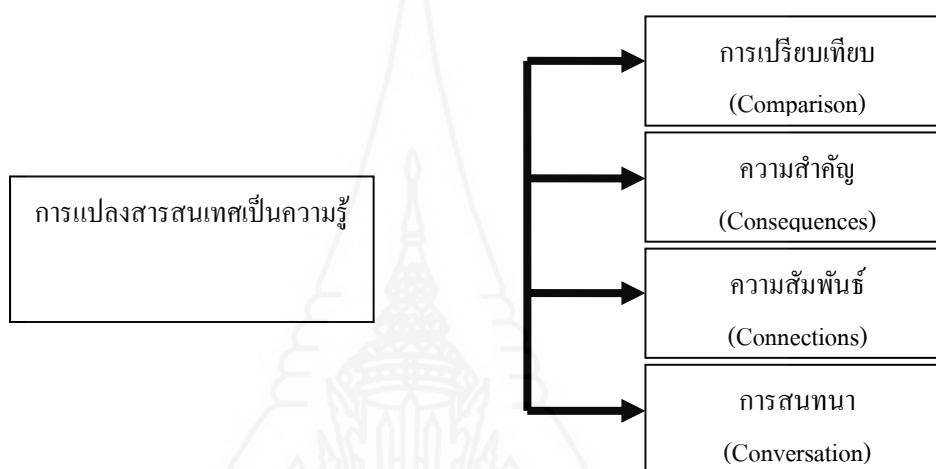 การแปลงสารสนเทศเป็นความรู้
การเปรียบเทียบ
(Comparison)
ความสำคัญ
(Consequences)
ความสัมพันธ์
(Connections)
การสนทนา
(Conversation)